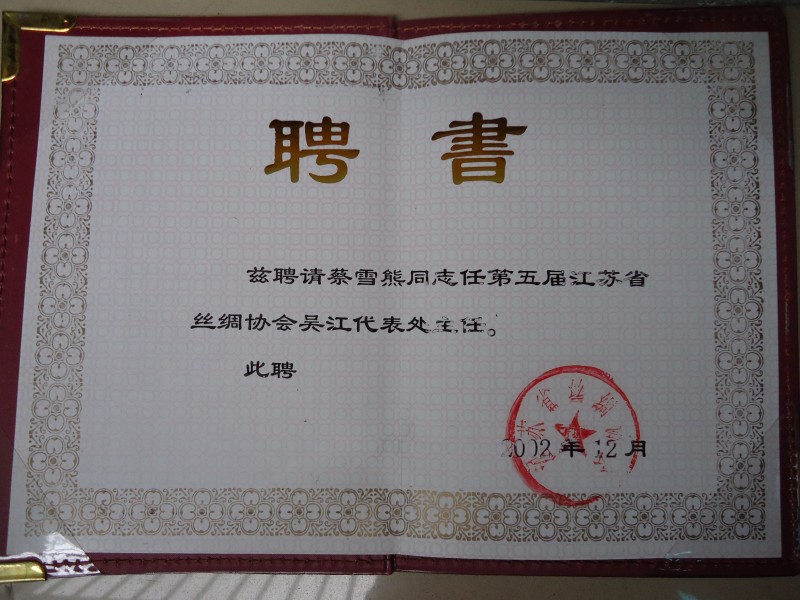 聘書
兹聘请蔡雪熊同志任第五届江苏省
丝绸协会吴江代表处主任。
此聘
2002年12月